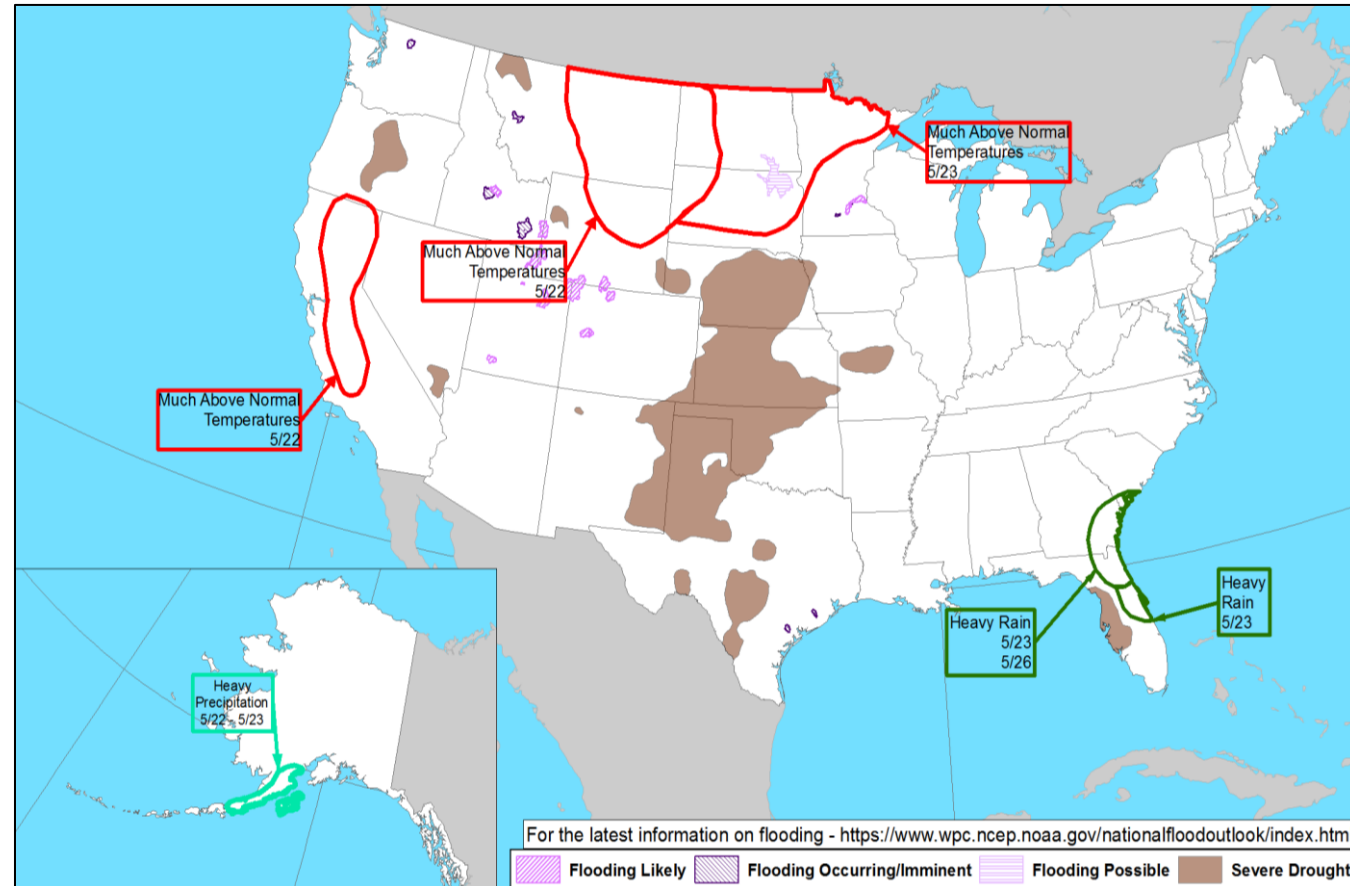 Much Above Normal
Temperatures
5/23
Much Above Normal
Temperatures
5/22
Much Above Normal
Temperatures
5/22
Heavy
Rain
5/23
Heavy Rain
5/23
5/26
Heavy
Precipitation
5/22 - 5/23
For the latest information on flooding - https://www.wpc.ncep.noaa.gov/nationalfloodoutlook/index.htm
Flooding Likely
Flooding Occurring/Imminent
Flooding Possible
Severe Drought